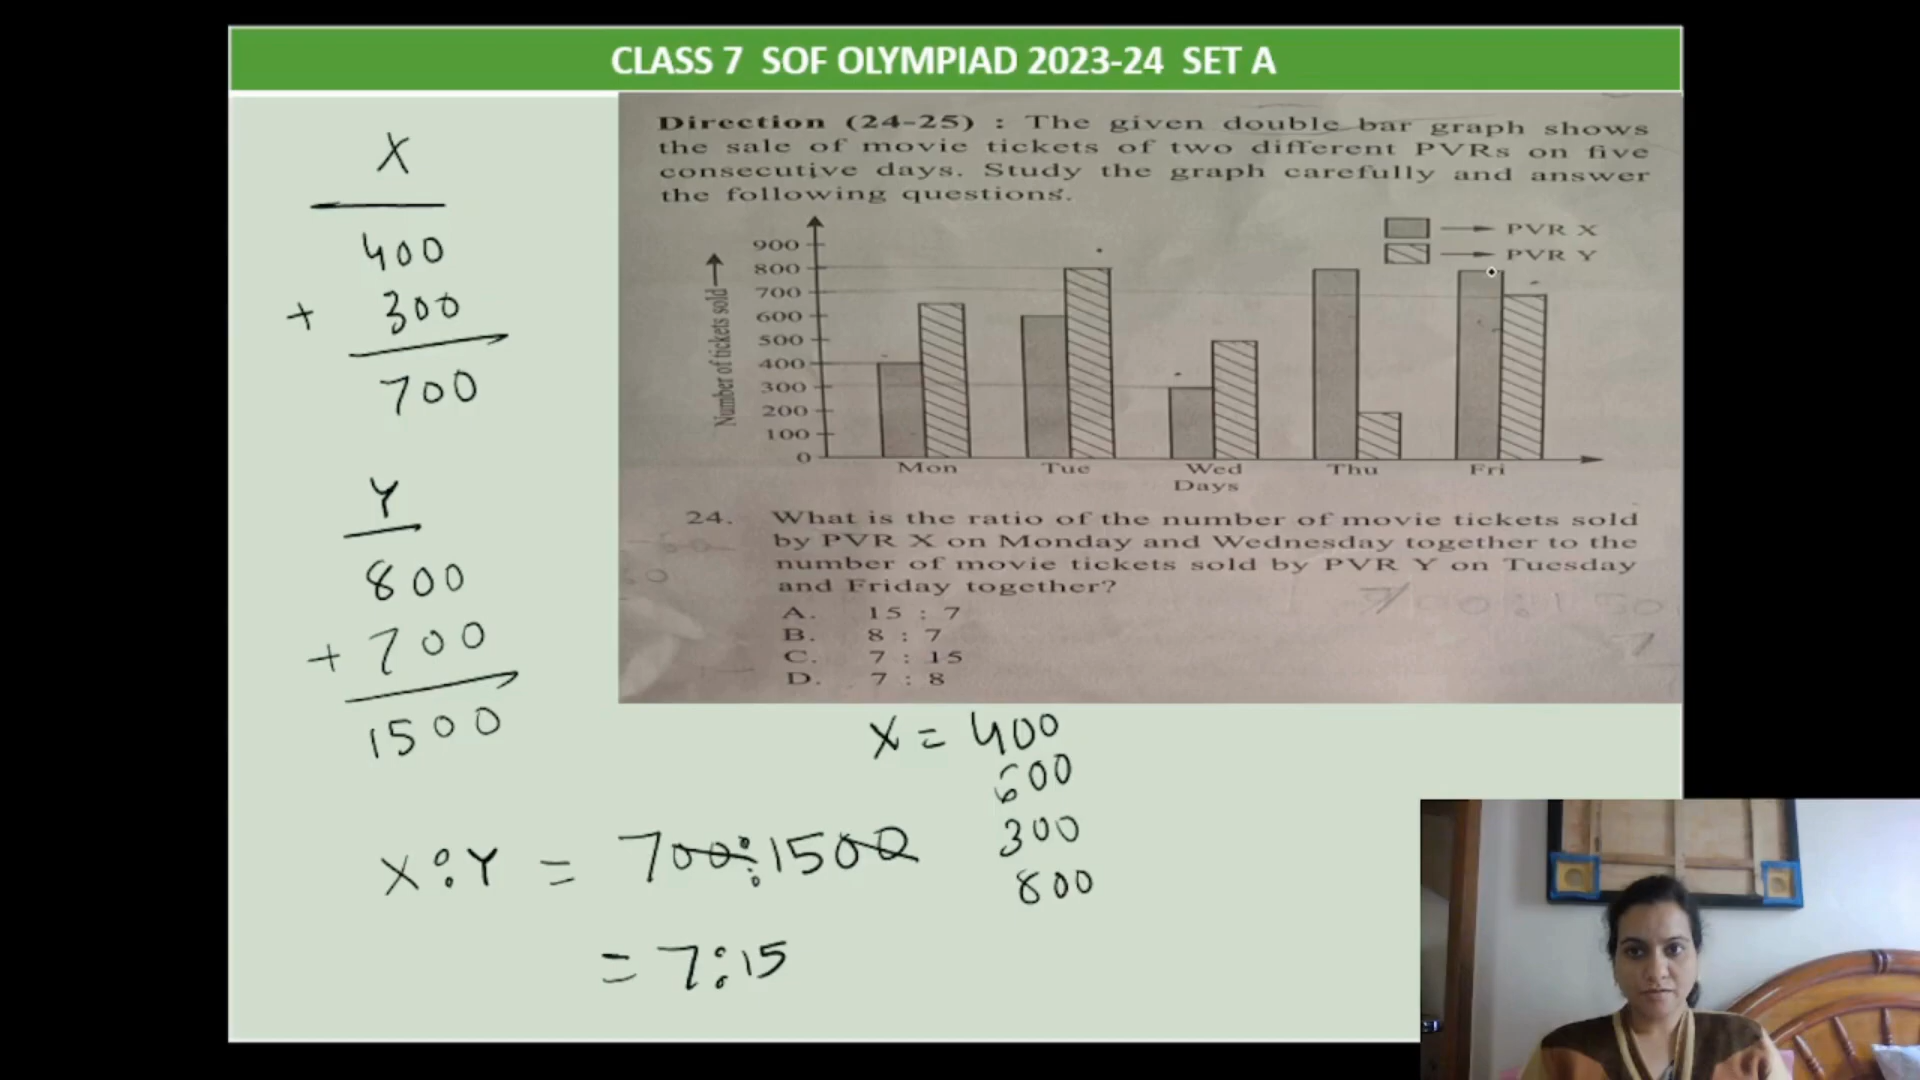 CLASS 7 SOF OLYMPIAD 2023-24 SET A
X
400
+ 300
700
Y
800
+ 700
1500
Direction (24-25) : The given double bar graph shows
the sale of movie tickets of two different PVRs on five
consecutive days. Study the graph carefully and answer
the following questions.
PVR X
PVR Y
Number of tickets sold
900
800
700
600
500
400
300
200
100
0
Mon Tue Wed Thu Fri
Days
24. What is the ratio of the number of movie tickets sold
by PVR X on Monday and Wednesday together to the
number of movie tickets sold by PVR Y on Tuesday
and Friday together?
A. 15 : 7
B. 8 : 7
C. 7 : 15
D. 7 : 8
X = 400
600
300
800
X : Y = 700 : 1500
= 7 : 15